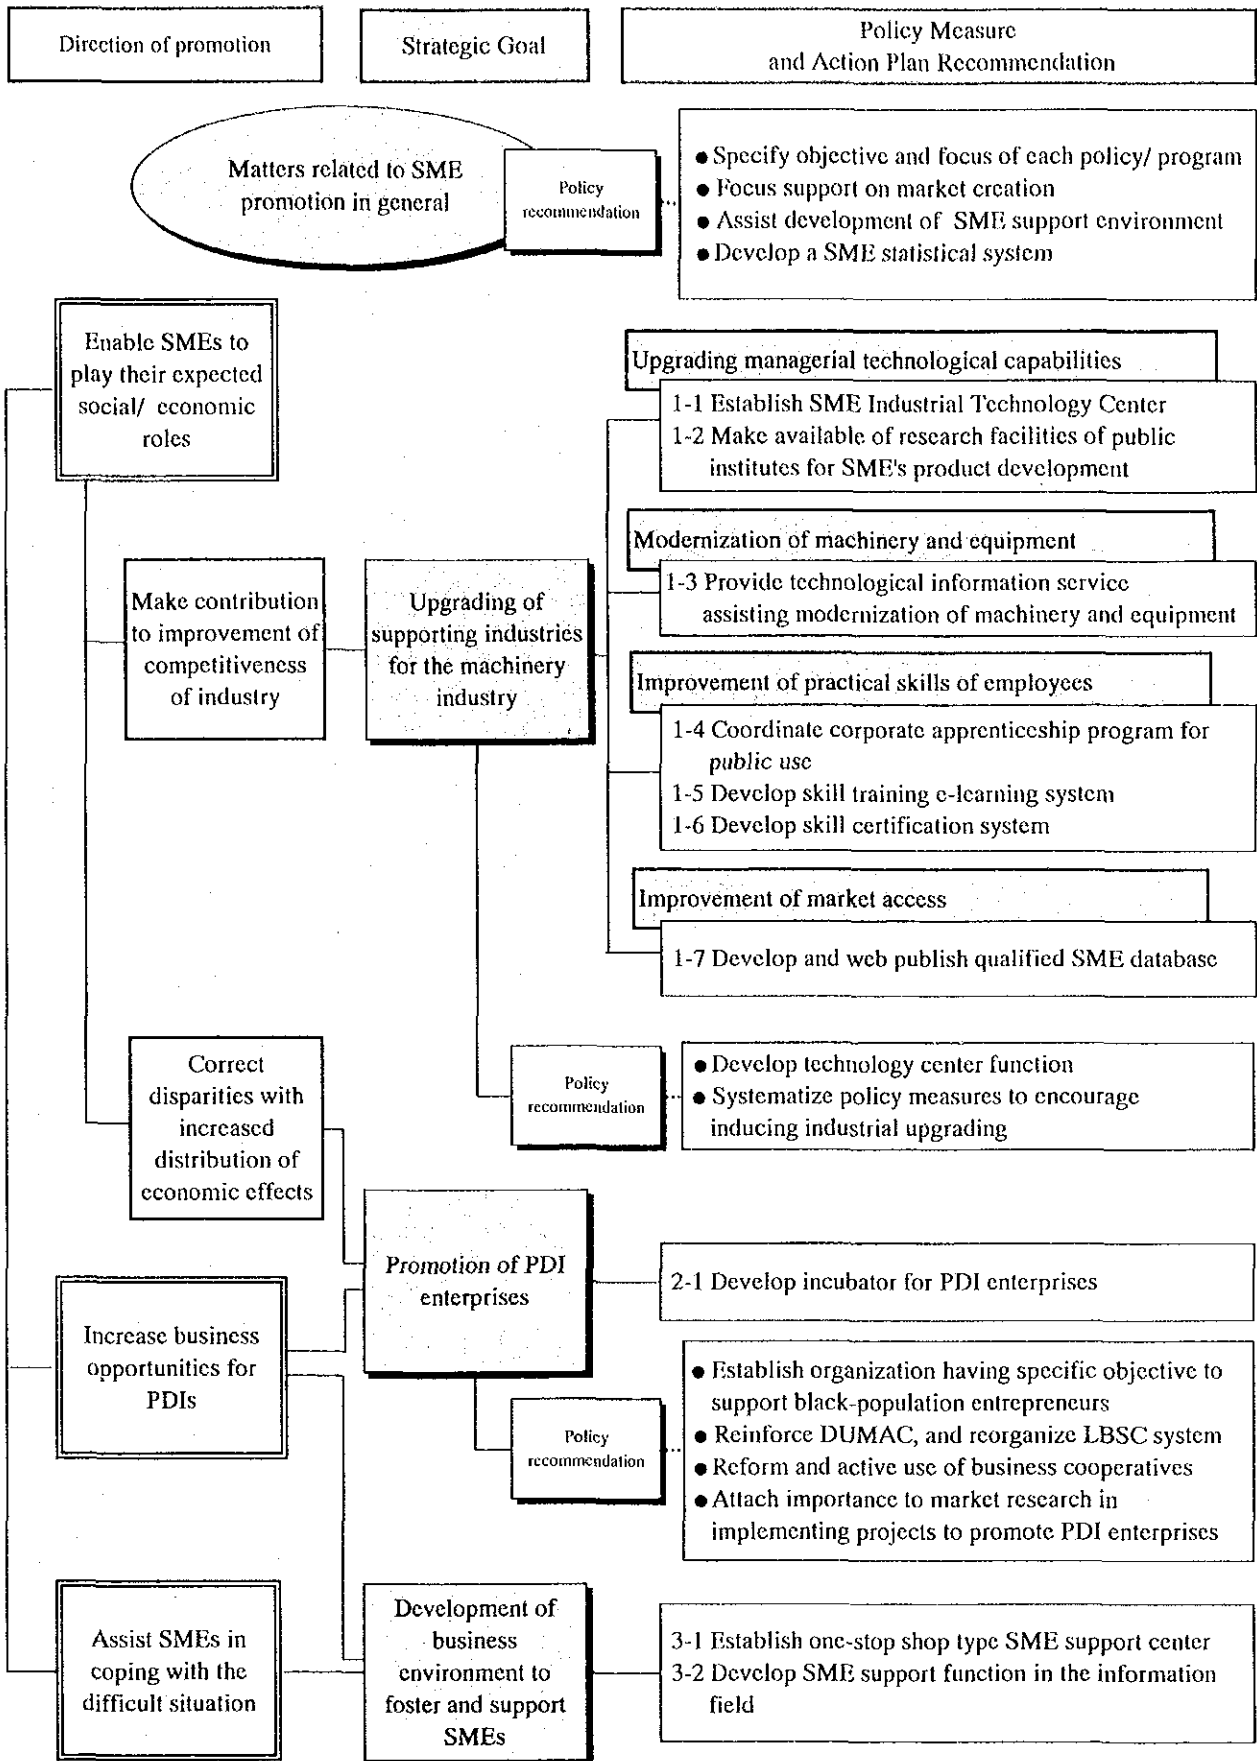 Direction of promotion
Strategic Goal
Policy Measure
and Action Plan Recommendation
Matters related to SME
promotion in general
Policy
recommendation
● Specify objective and focus of each policy/ program
● Focus support on market creation
● Assist development of SME support environment
● Develop a SME statistical system
Enable SMEs to
play their expected
social/ economic
roles
Make contribution
to improvement of
competitiveness
of industry
Upgrading of
supporting industries
for the machinery
industry
Upgrading managerial technological capabilities
1-1 Establish SME Industrial Technology Center
1-2 Make available of research facilities of public
institutes for SME's product development
Modernization of machinery and equipment
1-3 Provide technological information service
assisting modernization of machinery and equipment
Improvement of practical skills of employees
1-4 Coordinate corporate apprenticeship program for
public use
1-5 Develop skill training e-learning system
1-6 Develop skill certification system
Improvement of market access
1-7 Develop and web publish qualified SME database
Policy
recommendation
● Develop technology center function
● Systematize policy measures to encourage
inducing industrial upgrading
Correct
disparities with
increased
distribution of
economic effects
Promotion of PDI
enterprises
2-1 Develop incubator for PDI enterprises
Increase business
opportunities for
PDIs
Policy
recommendation
● Establish organization having specific objective to
support black-population entrepreneurs
● Reinforce DUMAC, and reorganize LBSC system
● Reform and active use of business cooperatives
● Attach importance to market research in
implementing projects to promote PDI enterprises
Assist SMEs in
coping with the
difficult situation
Development of
business
environment to
foster and support
SMEs
3-1 Establish one-stop shop type SME support center
3-2 Develop SME support function in the information
field